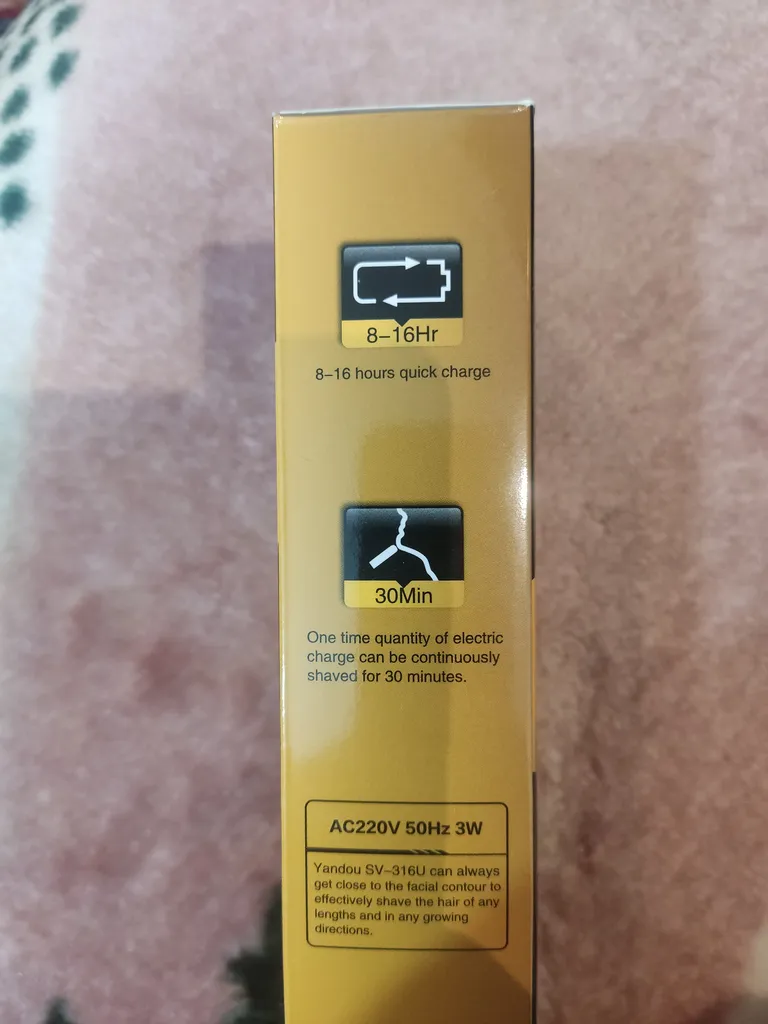 8–16Hr
8–16 hours quick charge
30Min
One time quantity of electric
charge can be continuously
shaved for 30 minutes.
AC220V 50Hz 3W
Yandou SV–316U can always
get close to the facial contour to
effectively shave the hair of any
lengths and in any growing
directions.